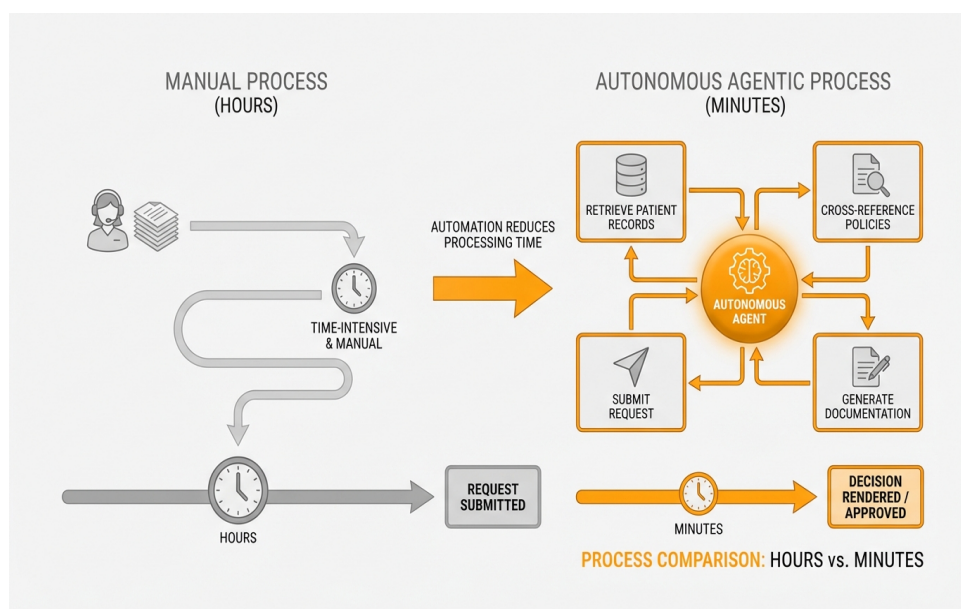 MANUAL PROCESS
(HOURS)
TIME-INTENSIVE
& MANUAL
HOURS
REQUEST
SUBMITTED
AUTOMATION REDUCES
PROCESSING TIME
AUTONOMOUS AGENTIC PROCESS
(MINUTES)
RETRIEVE PATIENT
RECORDS
CROSS-REFERENCE
POLICIES
AUTONOMOUS
AGENT
SUBMIT
REQUEST
GENERATE
DOCUMENTATION
MINUTES
DECISION
RENDERED /
APPROVED
PROCESS COMPARISON: HOURS vs. MINUTES